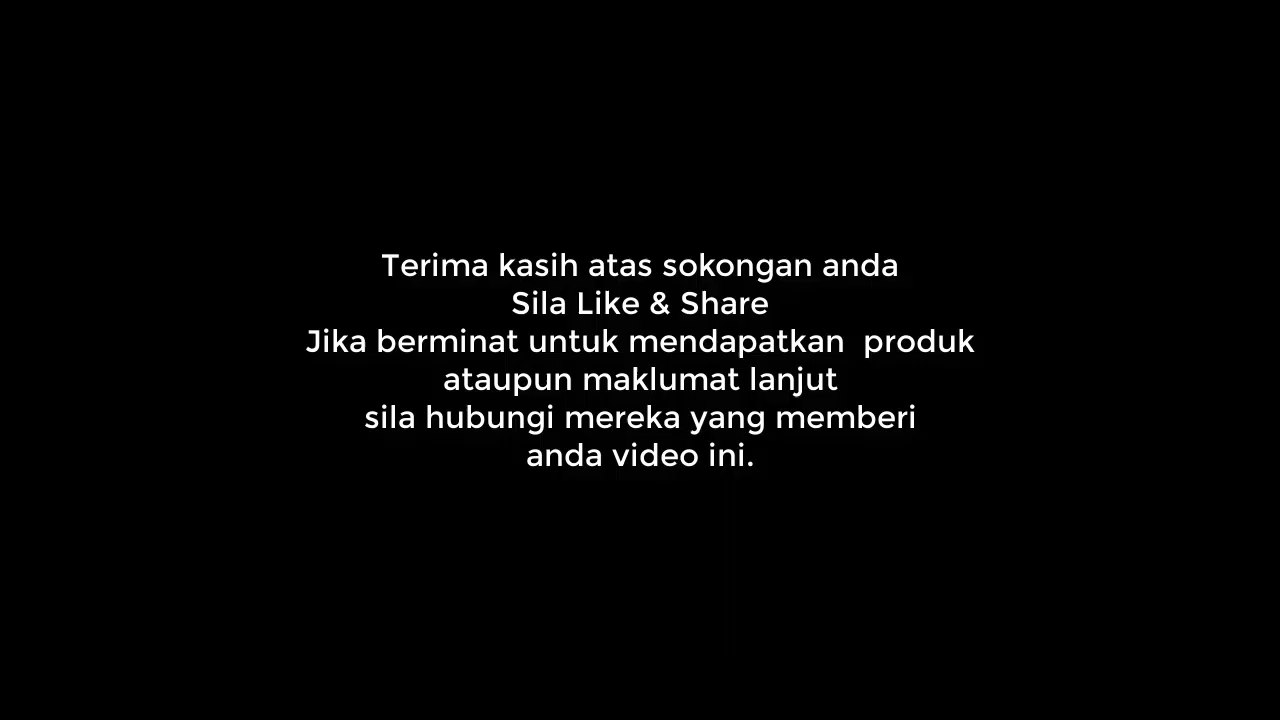 Terima kasih atas sokongan anda
Sila Like & Share
Jika berminat untuk mendapatkan  produk
ataupun maklumat lanjut
sila hubungi mereka yang memberi
anda video ini.